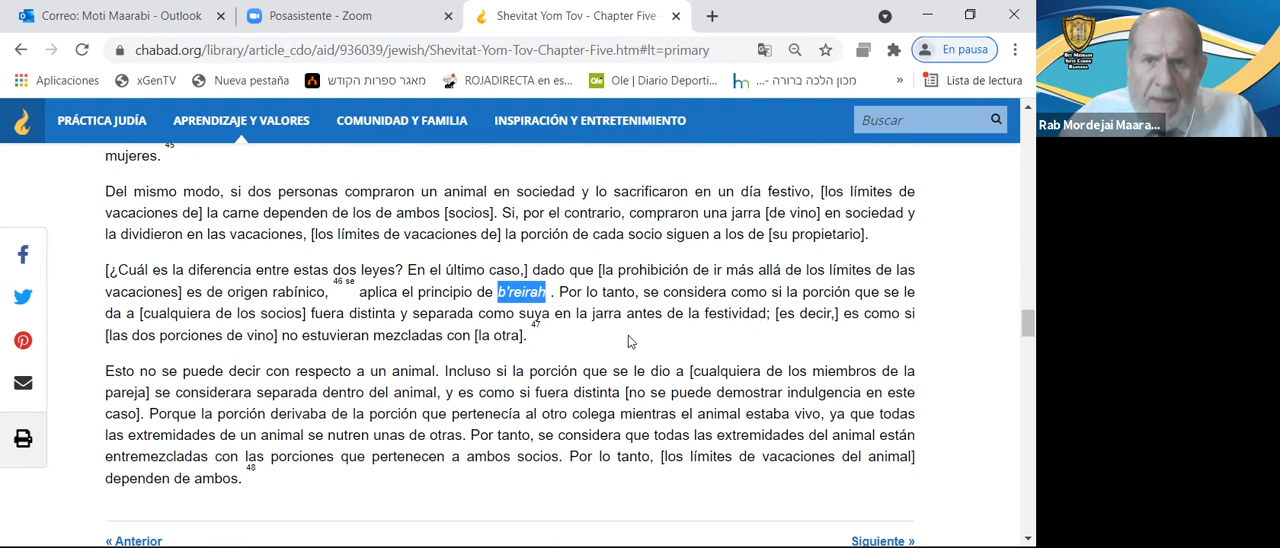 Correo: Moti Maarabi - Outlook
Posasistente - Zoom
Shevitat Yom Tov - Chapter Five -
chabad.org/library/article_cdo/aid/936039/jewish/Shevitat-Yom-Tov-Chapter-Five.htm#lt=primary
En pausa
Aplicaciones
xGenTV
Nueva pestaña
מאגר ספרות הקודש
ROJADIRECTA en es...
Ole | Diario Deporti...
מכון הלכה ברורה -...
»
Lista de lectura
PRÁCTICA JUDÍA
APRENDIZAJE Y VALORES
COMUNIDAD Y FAMILIA
INSPIRACIÓN Y ENTRETENIMIENTO
Buscar
mujeres. 45
Del mismo modo, si dos personas compraron un animal en sociedad y lo sacrificaron en un día festivo, [los límites de
vacaciones de] la carne dependen de los de ambos [socios]. Si, por el contrario, compraron una jarra [de vino] en sociedad y
la dividieron en las vacaciones, [los límites de vacaciones de] la porción de cada socio siguen a los de [su propietario].
[¿Cuál es la diferencia entre estas dos leyes? En el último caso,] dado que [la prohibición de ir más allá de los límites de las
vacaciones] es de origen rabínico, 46 se aplica el principio de b'reirah . Por lo tanto, se considera como si la porción que se le
da a [cualquiera de los socios] fuera distinta y separada como suya en la jarra antes de la festividad; [es decir,] es como si
[las dos porciones de vino] no estuvieran mezcladas con [la otra]. 47
Esto no se puede decir con respecto a un animal. Incluso si la porción que se le dio a [cualquiera de los miembros de la
pareja] se considerara separada dentro del animal, y es como si fuera distinta [no se puede demostrar indulgencia en este
caso]. Porque la porción derivaba de la porción que pertenecía al otro colega mientras el animal estaba vivo, ya que todas
las extremidades de un animal se nutren unas de otras. Por tanto, se considera que todas las extremidades del animal están
entremezcladas con las porciones que pertenecen a ambos socios. Por lo tanto, [los límites de vacaciones del animal]
dependen de ambos. 48
« Anterior
Siguiente »
Rab Mordejai Maara...